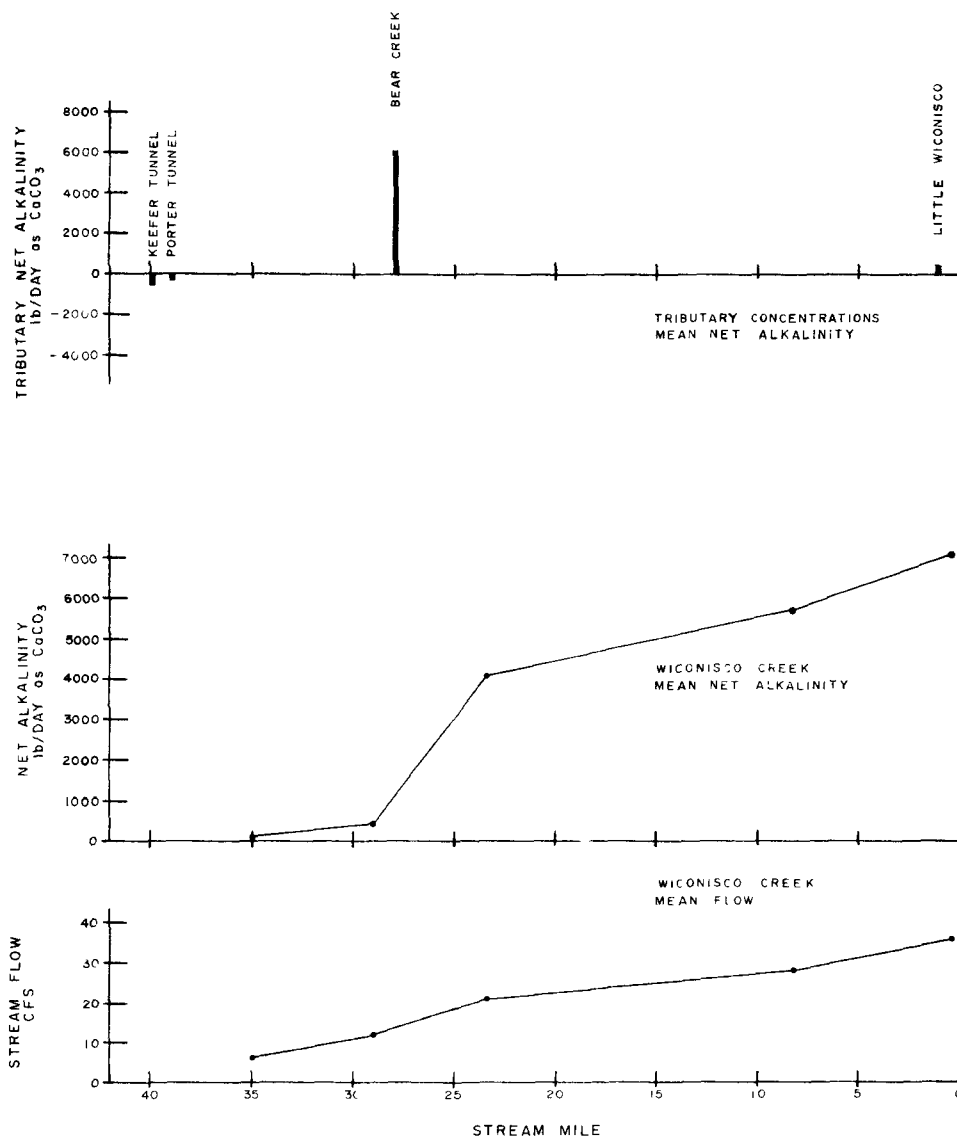 TRIBUTARY NET ALKALINITY
lb/DAY as CaCO3
8000
6000
4000
2000
0
-2000
-4000
KEEFER TUNNEL
PORTER TUNNEL
BEAR CREEK
LITTLE WICONISCO
TRIBUTARY CONCENTRATIONS
MEAN NET ALKALINITY
NET ALKALINITY
lb/DAY as CaCO3
7000
6000
5000
4000
3000
2000
1000
0
WICONISCO CREEK
MEAN NET ALKALINITY
STREAM FLOW
CFS
40
30
20
10
0
WICONISCO CREEK
MEAN FLOW
40 35 30 25 20 15 10 5 0
STREAM MILE